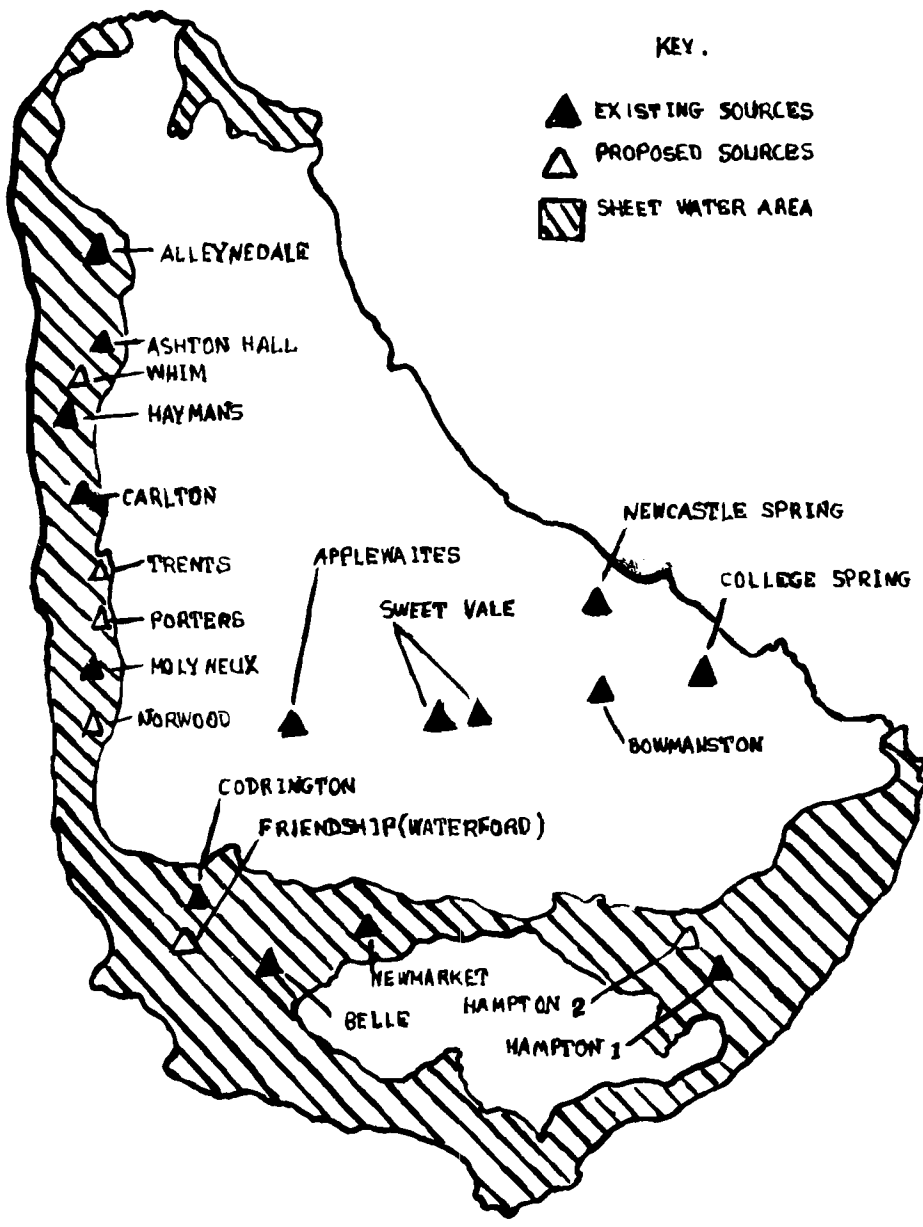 KEY.
EXISTING SOURCES
PROPOSED SOURCES
SHEET WATER AREA
ALLEYNEDALE
ASHTON HALL
WHIM
HAYMANS
CARLTON
NEWCASTLE SPRING
APPLEWAITES
TRENTS
COLLEGE SPRING
SWEET VALE
PORTERS
MOLYNEUX
NORWOOD
BOWMANSTON
CODRINGTON
FRIENDSHIP(WATERFORD)
NEWMARKET
HAMPTON 2
BELLE
HAMPTON 1